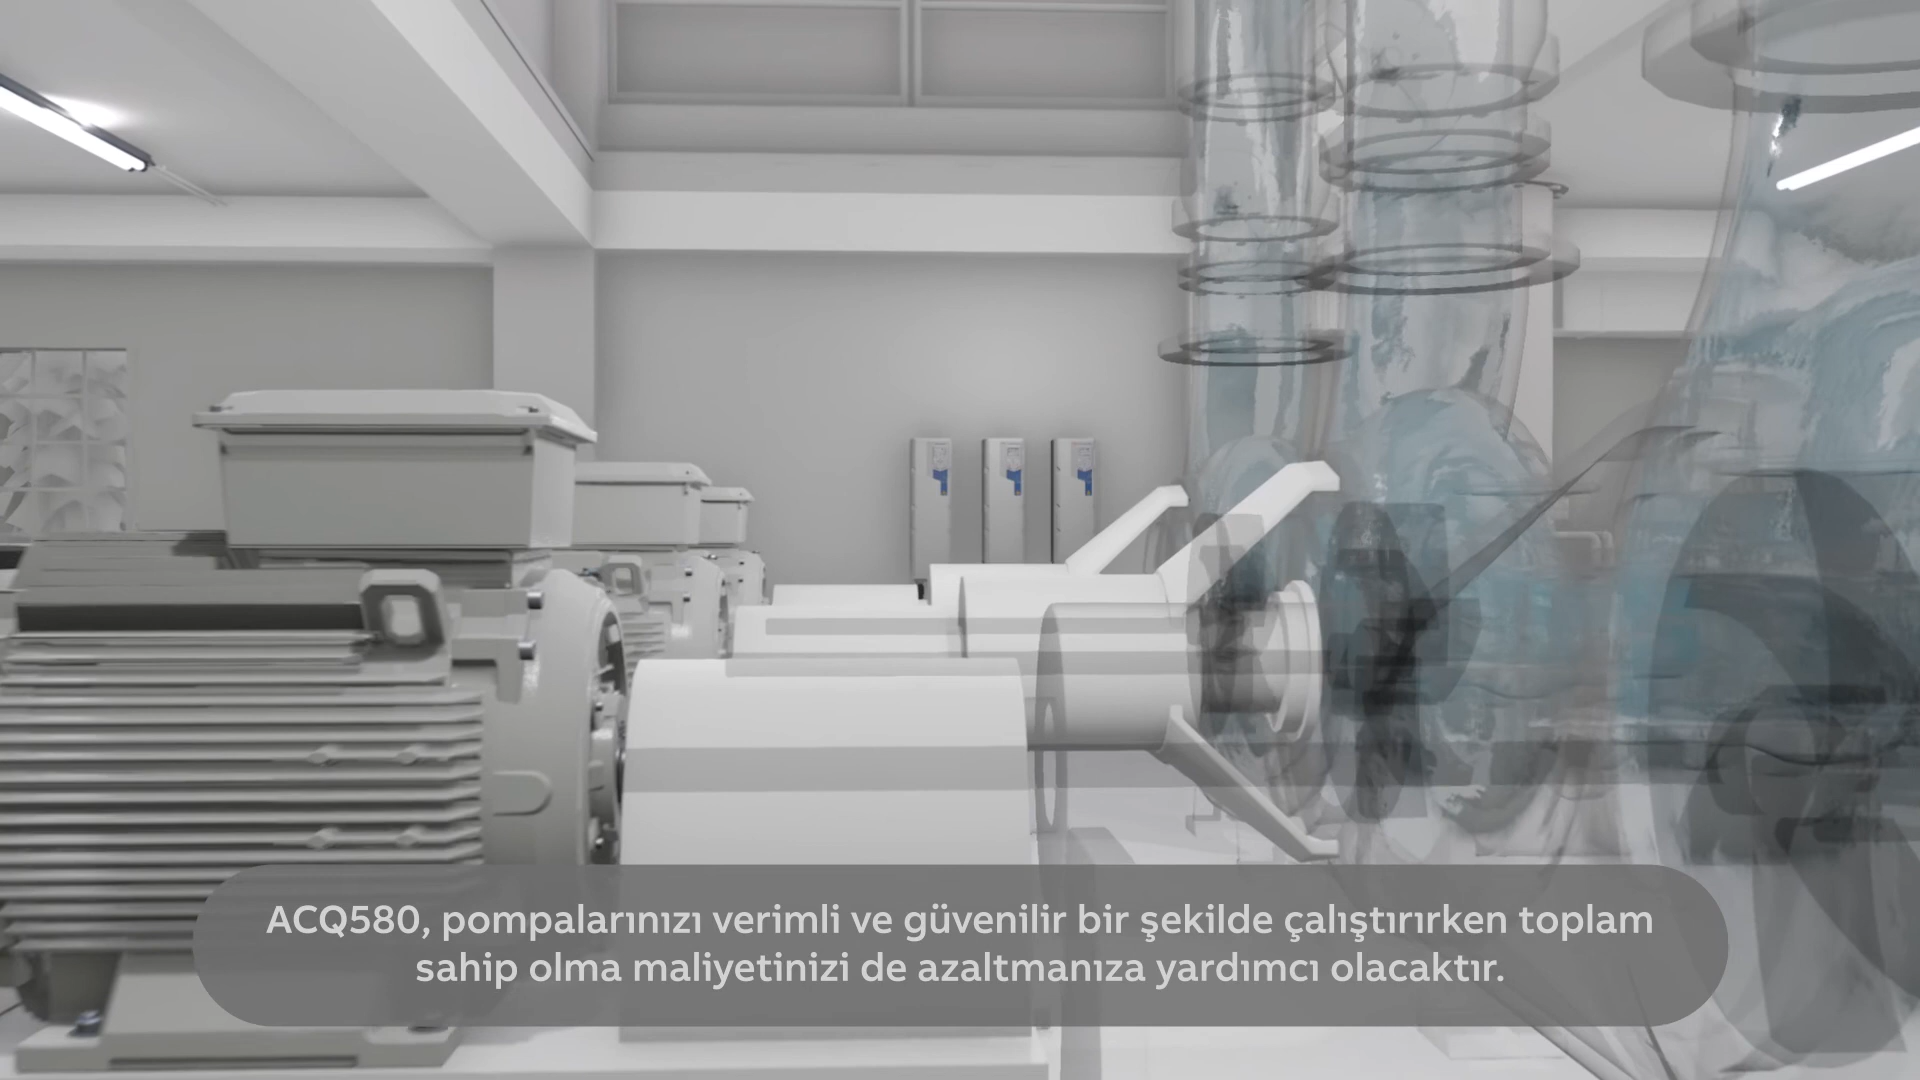 ACQ580, pompalarınızı verimli ve güvenilir bir şekilde çalıştırırken toplam
sahip olma maliyetinizi de azaltmanıza yardımcı olacaktır.